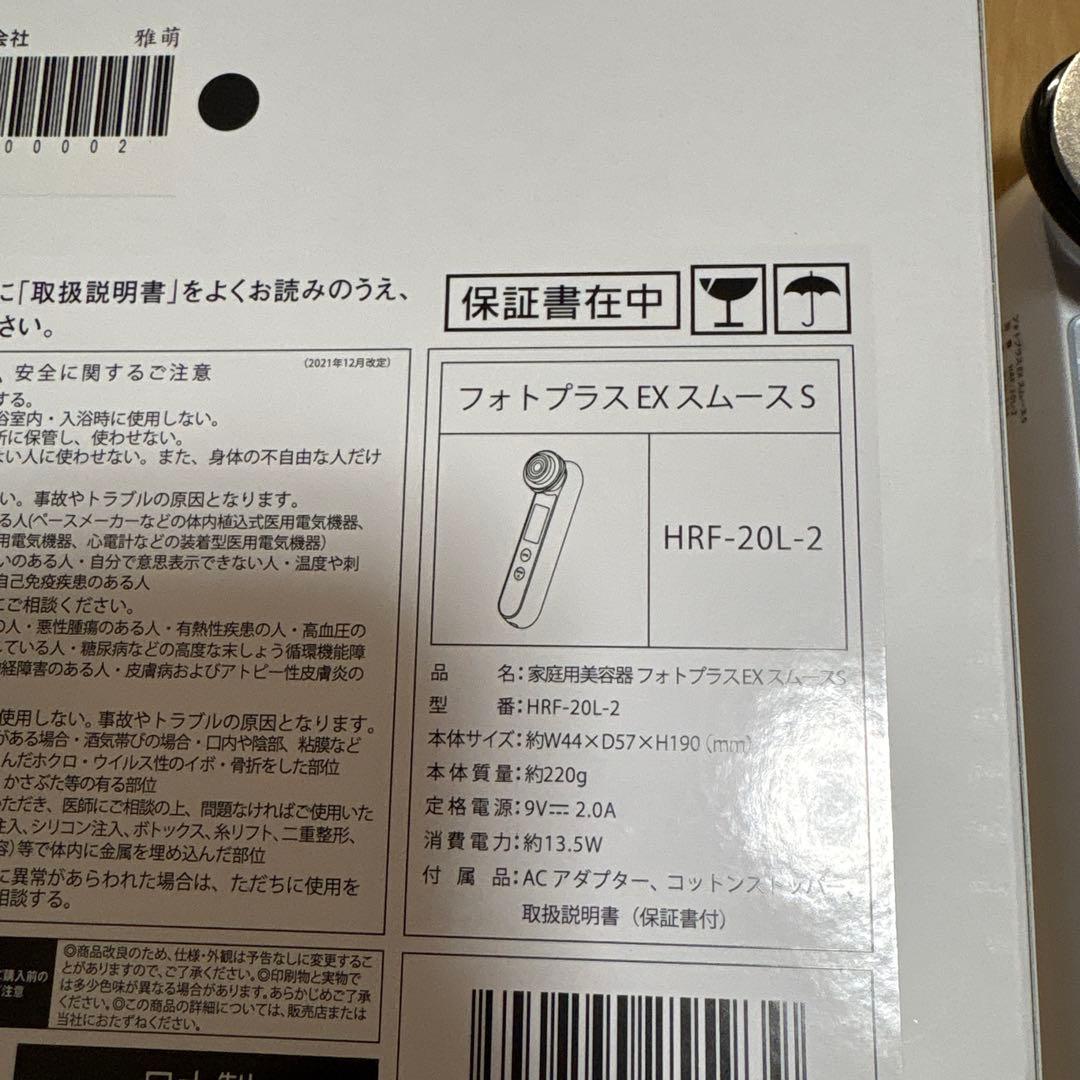 会社 雅萌
00002
に「取扱説明書」をよくお読みのうえ、
さい。
保証書在中
、安全に関するご注意
(2021年12月改定)
する。
浴室内・入浴時に使用しない。
所に保管し、使わせない。
ない人に使わせない。また、身体の不自由な人だけ
い。事故やトラブルの原因となります。
る人(ペースメーカーなどの体内植込式医用電気機器、
用電気機器、心電計などの装着型医用電気機器)
いのある人・自分で意思表示できない人・温度や刺
自己免疫疾患のある人
にご相談ください。
の人・悪性腫瘍のある人・有熱性疾患の人・高血圧の
している人・糖尿病などの高度な末しょう循環機能障
経障害のある人・皮膚病およびアトピー性皮膚炎の
使用しない。事故やトラブルの原因となります。
がある場合・酒気帯びの場合・口内や陰部、粘膜など
んだホクロ・ウイルス性のイボ・骨折をした部位
かさぶた等の有る部位
ただき、医師にご相談の上、問題なければご使用いた
注入、シリコン注入、ボトックス、糸リフト、二重整形、
容)等で体内に金属を埋め込んだ部位
に異常があらわれた場合は、ただちに使用を
相談する。
フォトプラス EX スムース S
HRF-20L-2
品 名:家庭用美容器 フォトプラスEX スムースS
型 番:HRF-20L-2
本体サイズ:約W44×D57×H190(mm)
本体質量:約220g
定格電源:9V⎓ 2.0A
消費電力:約13.5W
付属品:AC アダプター、コットンストッパー、
取扱説明書(保証書付)
ご購入前の
ご注意
◎商品改良のため、仕様・外観は予告なしに変更するこ
とがありますので、ご了承ください。◎印刷物と実物で
は多少色味が異なる場合があります。あらかじめご了承
ください。◎この商品の詳細については、販売店または
当社におたずねください。
フォトプラス EX スムース S